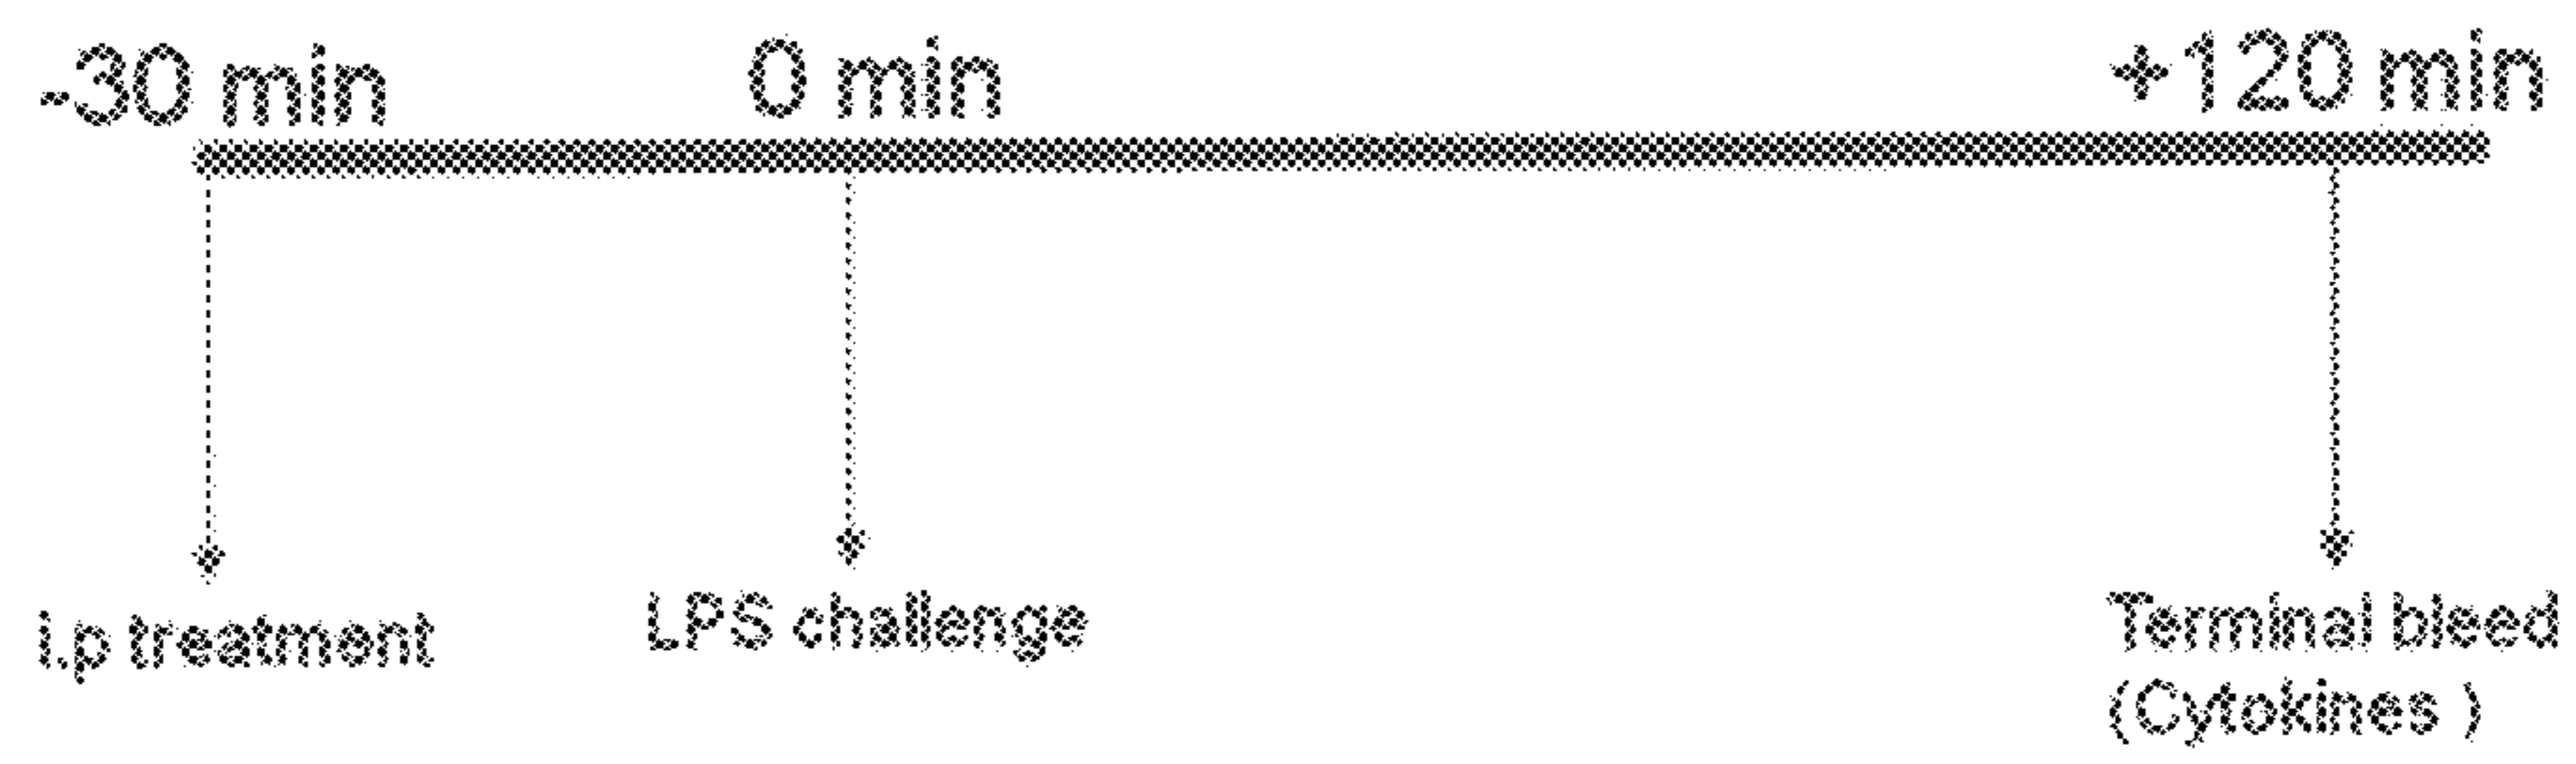 -30 min
0 min
+120 min
i.p treatment
LPS challenge
Terminal bleed
(Cytokines )